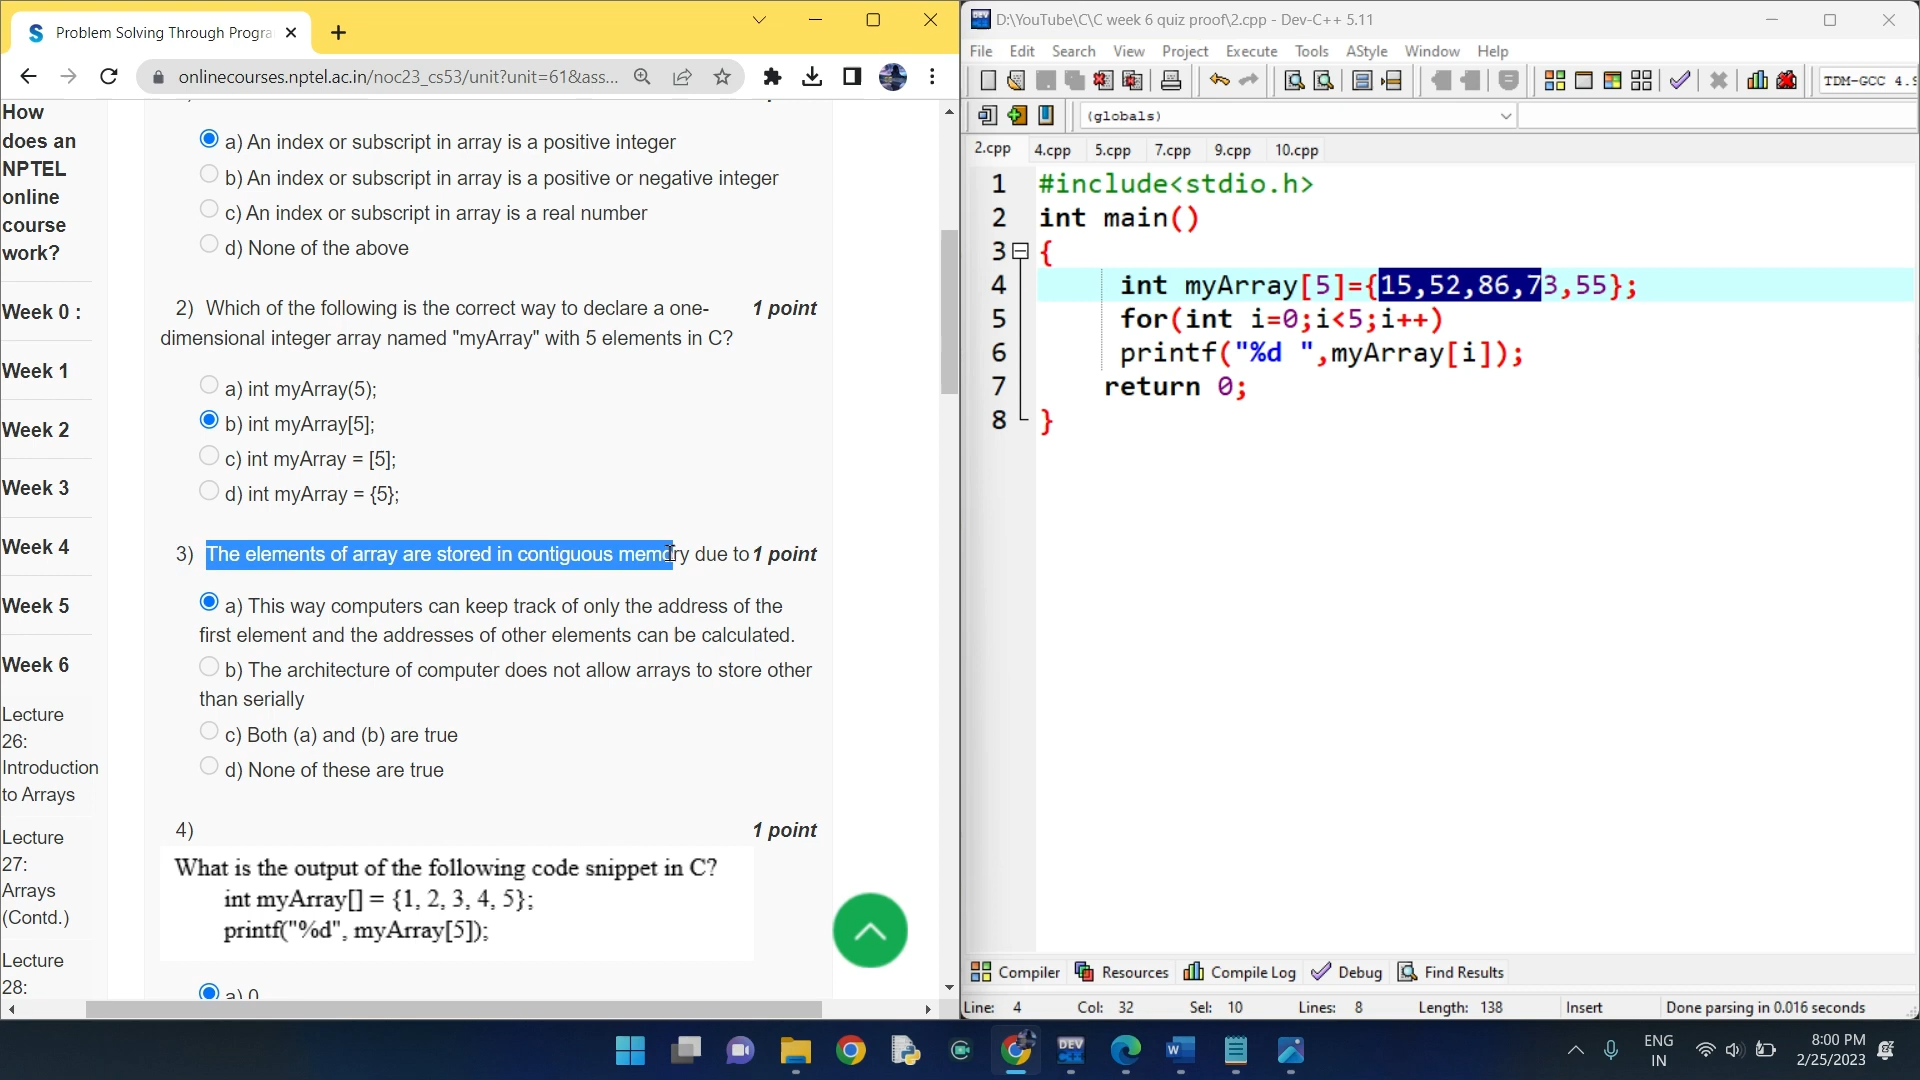 Problem Solving Through Progra
onlinecourses.nptel.ac.in/noc23_cs53/unit?unit=61&ass...
How
does an
NPTEL
online
course
work?
Week 0 :
Week 1
Week 2
Week 3
Week 4
Week 5
Week 6
Lecture
26:
Introduction
to Arrays
Lecture
27:
Arrays
(Contd.)
Lecture
28:
a) An index or subscript in array is a positive integer
b) An index or subscript in array is a positive or negative integer
c) An index or subscript in array is a real number
d) None of the above
2) Which of the following is the correct way to declare a one- 1 point
dimensional integer array named "myArray" with 5 elements in C?
a) int myArray(5);
b) int myArray[5];
c) int myArray = [5];
d) int myArray = {5};
3) The elements of array are stored in contiguous memory due to 1 point
a) This way computers can keep track of only the address of the
first element and the addresses of other elements can be calculated.
b) The architecture of computer does not allow arrays to store other
than serially
c) Both (a) and (b) are true
d) None of these are true
4) 1 point
What is the output of the following code snippet in C?
int myArray[] = {1, 2, 3, 4, 5};
printf("%d", myArray[5]);
a) 0
D:\YouTube\C\C week 6 quiz proof\2.cpp - Dev-C++ 5.11
File Edit Search View Project Execute Tools AStyle Window Help
TDM-GCC 4.9
(globals)
2.cpp 4.cpp 5.cpp 7.cpp 9.cpp 10.cpp
1 #include<stdio.h>
2 int main()
3 {
4 int myArray[5]={15,52,86,73,55};
5 for(int i=0;i<5;i++)
6 printf("%d ",myArray[i]);
7 return 0;
8 }
Compiler Resources Compile Log Debug Find Results
Line: 4 Col: 32 Sel: 10 Lines: 8 Length: 138 Insert Done parsing in 0.016 seconds
DEV
ENG
IN
8:00 PM
2/25/2023